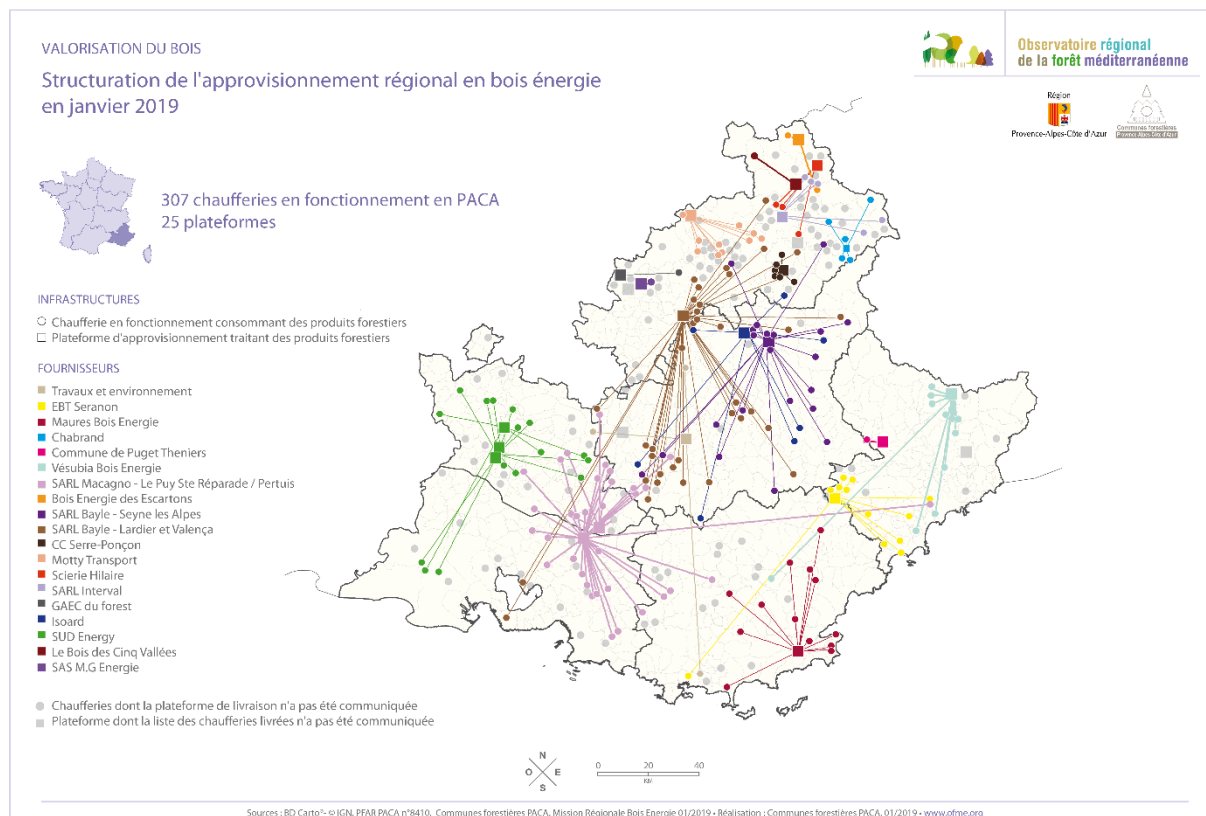 VALORISATION DU BOIS
Structuration de l'approvisionnement régional en bois énergie
en janvier 2019
Observatoire régional
de la forêt méditerranéenne
Région
Provence-Alpes-Côte d'Azur
Communes forestières
Provence-Alpes-Côte d'Azur
307 chaufferies en fonctionnement en PACA
25 plateformes
INFRASTRUCTURES
Chaufferie en fonctionnement consommant des produits forestiers
Plateforme d'approvisionnement traitant des produits forestiers
FOURNISSEURS
Travaux et environnement
EBT Seranon
Maures Bois Energie
Chabrand
Commune de Puget Theniers
Vésubia Bois Energie
SARL Macagno - Le Puy Ste Réparade / Pertuis
Bois Energie des Escartons
SARL Bayle - Seyne les Alpes
SARL Bayle - Lardier et Valença
CC Serre-Ponçon
Motty Transport
Scierie Hilaire
SARL Interval
GAEC du forest
Isoard
SUD Energy
Le Bois des Cinq Vallées
SAS M.G Energie
Chaufferies dont la plateforme de livraison n'a pas été communiquée
Plateforme dont la liste des chaufferies livrées n'a pas été communiquée
N
O E
S
0 20 40
KM
Sources : BD Carto®- © IGN, PFAR PACA n°8410, Communes forestières PACA, Mission Régionale Bois Energie 01/2019 • Réalisation : Communes forestières PACA, 01/2019 • www.ofme.org